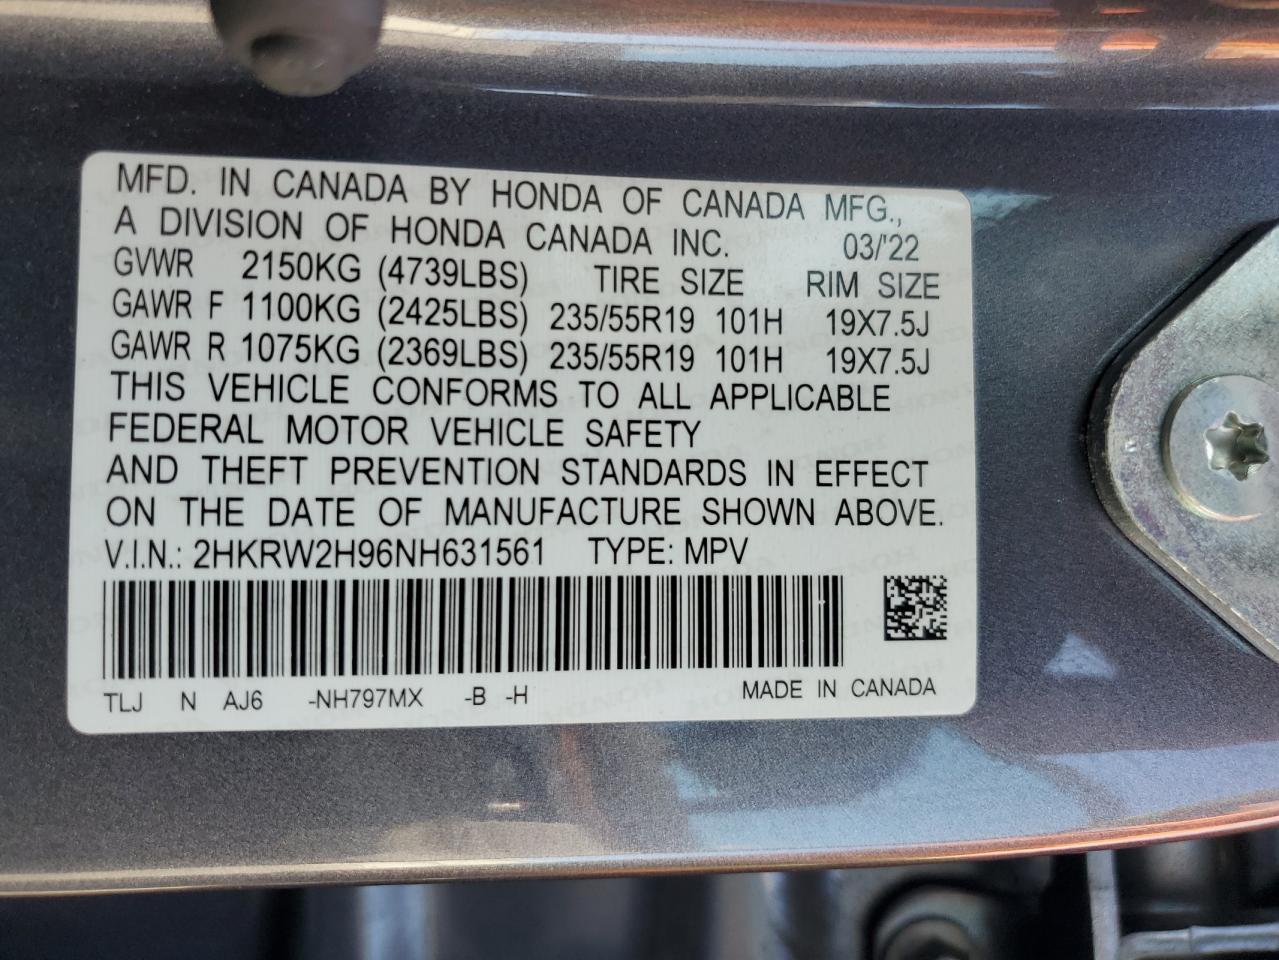 MFD. IN CANADA BY HONDA OF CANADA MFG.,
A DIVISION OF HONDA CANADA INC. 03/'22
GVWR 2150KG (4739LBS) TIRE SIZE RIM SIZE
GAWR F 1100KG (2425LBS) 235/55R19 101H 19X7.5J
GAWR R 1075KG (2369LBS) 235/55R19 101H 19X7.5J
THIS VEHICLE CONFORMS TO ALL APPLICABLE
FEDERAL MOTOR VEHICLE SAFETY
AND THEFT PREVENTION STANDARDS IN EFFECT
ON THE DATE OF MANUFACTURE SHOWN ABOVE.
V.I.N.: 2HKRW2H96NH631561 TYPE: MPV
TLJ N AJ6 -NH797MX -B -H MADE IN CANADA